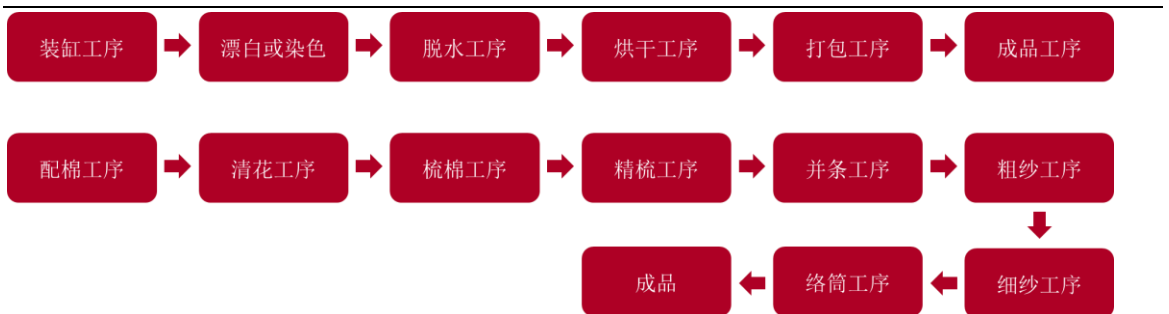 装缸工序 漂白或染色 脱水工序 烘干工序 打包工序 成品工序
配棉工序 清花工序 梳棉工序 精梳工序 并条工序 粗纱工序
成品 络筒工序 细纱工序